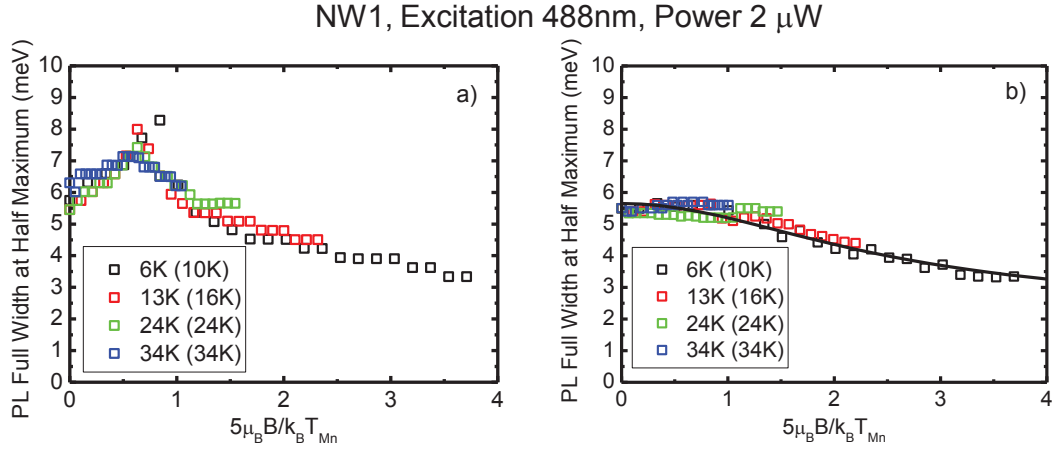 NW1, Excitation 488nm, Power 2 μW
PL Full Width at Half Maximum (meV)
10
9
8
7
6
5
4
3
2
1
0
a)
6K (10K)
13K (16K)
24K (24K)
34K (34K)
0 1 2 3 4
5μBB/kBTMn
PL Full Width at Half Maximum (meV)
10
9
8
7
6
5
4
3
2
1
0
b)
6K (10K)
13K (16K)
24K (24K)
34K (34K)
0 1 2 3 4
5μBB/kBTMn